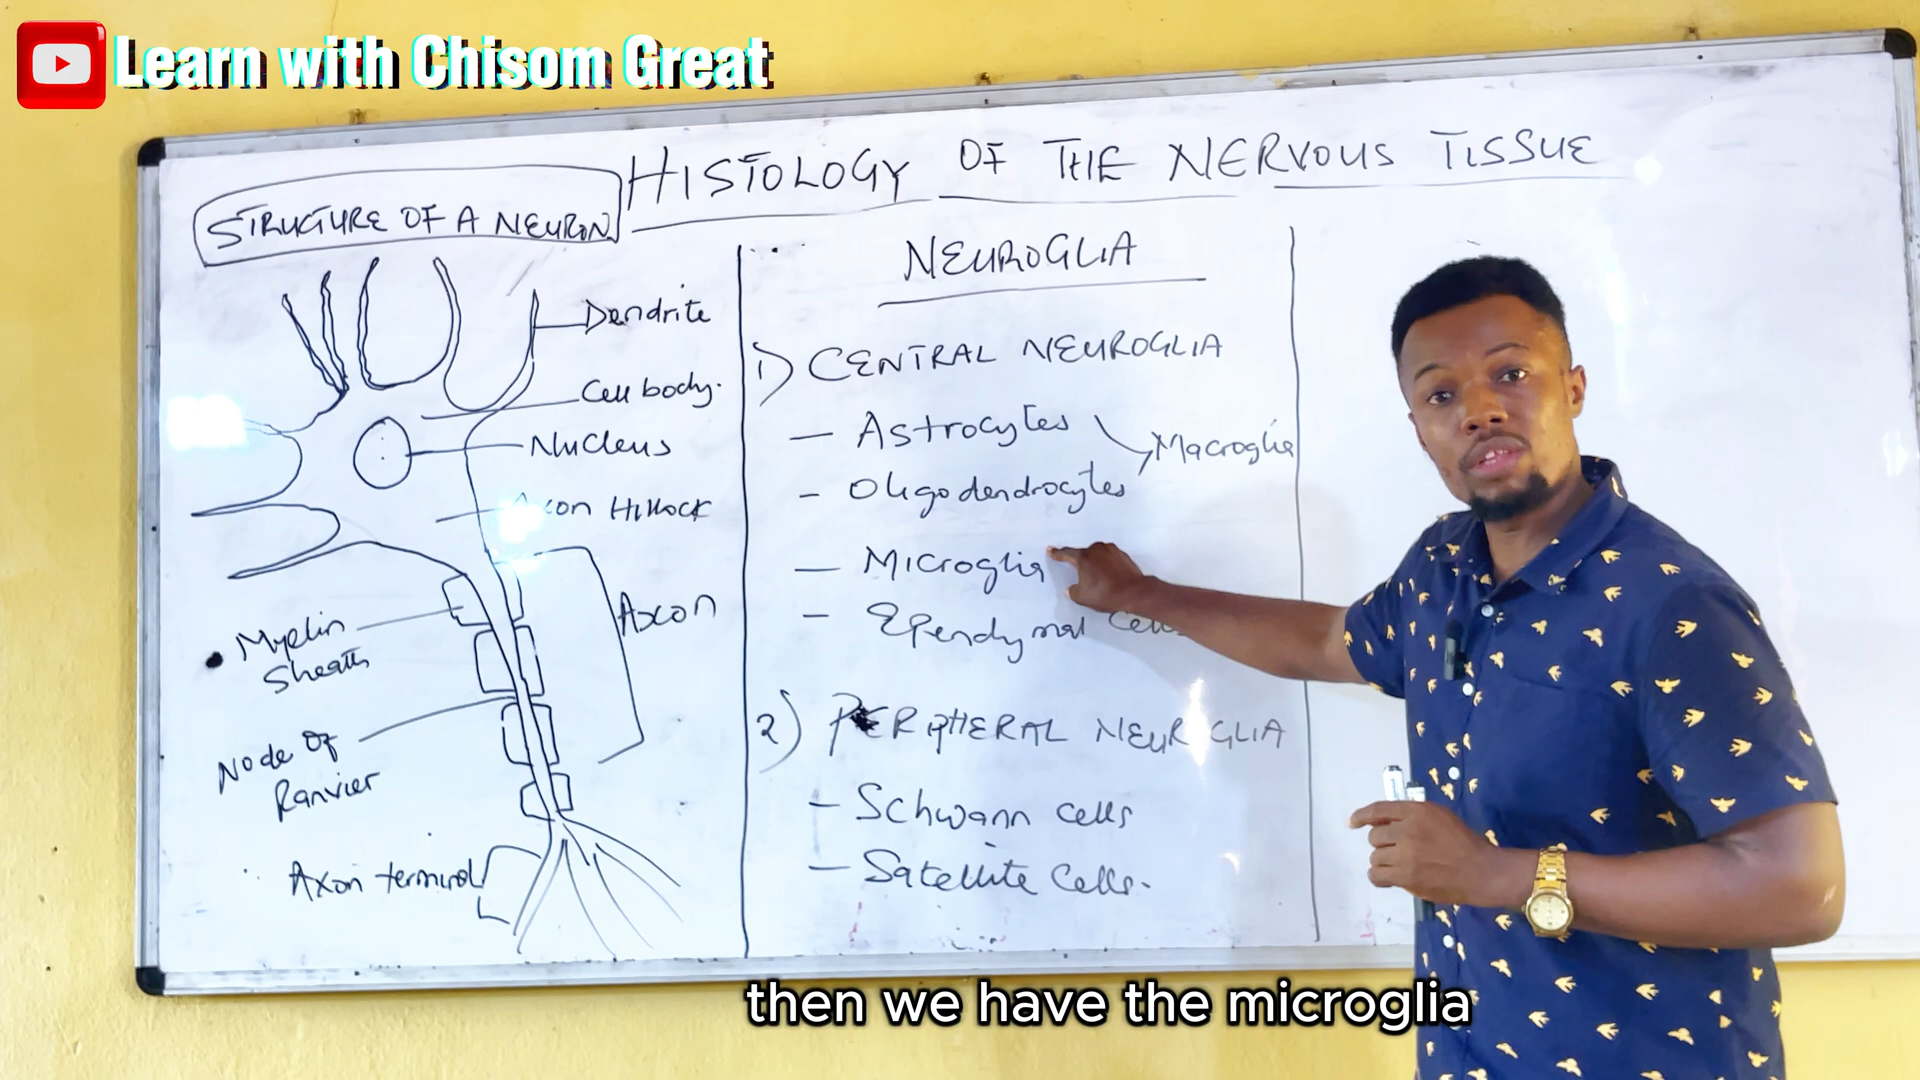 Learn with Chisom Great
HISTOLOGY OF THE NERVOUS TISSUE
STRUCTURE OF A NEURON
Dendrite
Cell body.
Nucleus
Axon Hillock
Axon
Myelin
Sheath
Node Of
Ranvier
Axon terminal
NEUROGLIA
1) CENTRAL NEUROGLIA
— Astrocytes
Macroglia
- Oligodendrocytes
— Microglia
- Ependymal Cells
2) PERIPHERAL NEUROGLIA
- Schwann cells
- Satellite Cells.
then we have the microglia